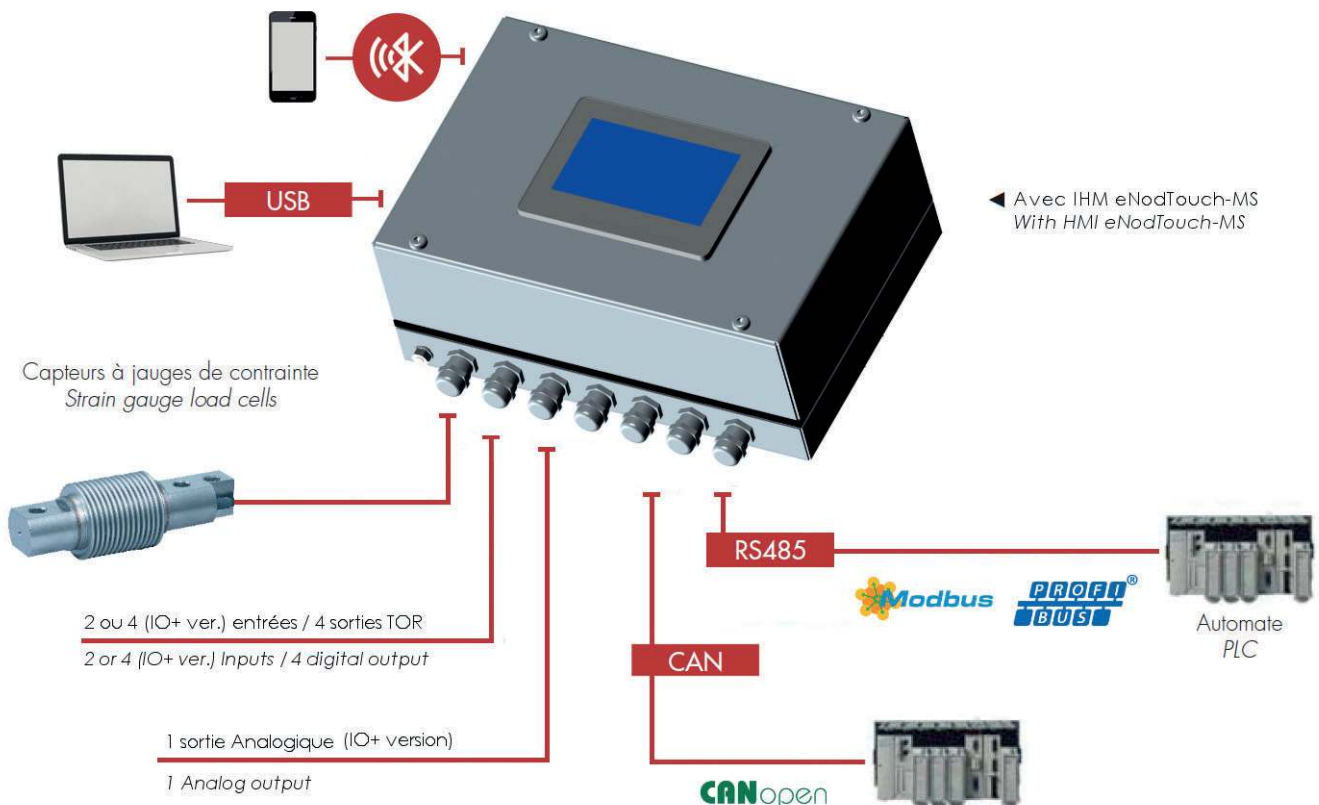 USB
◄ Avec IHM eNodTouch-MS
With HMI eNodTouch-MS
Capteurs à jauges de contrainte
Strain gauge load cells
RS485
Modbus
PROFI
BUS®
Automate
PLC
2 ou 4 (IO+ ver.) entrées / 4 sorties TOR
2 or 4 (IO+ ver.) Inputs / 4 digital output
CAN
1 sortie Analogique (IO+ version)
1 Analog output
CANopen